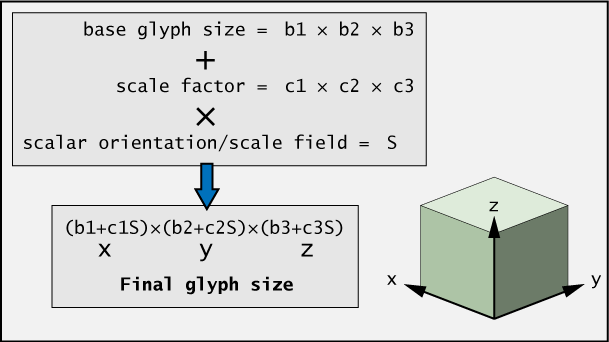 base glyph size = b1 × b2 × b3
+
scale factor = c1 × c2 × c3
×
scalar orientation/scale field = S
(b1+c1S)×(b2+c2S)×(b3+c3S)
x y z
Final glyph size
z
x y